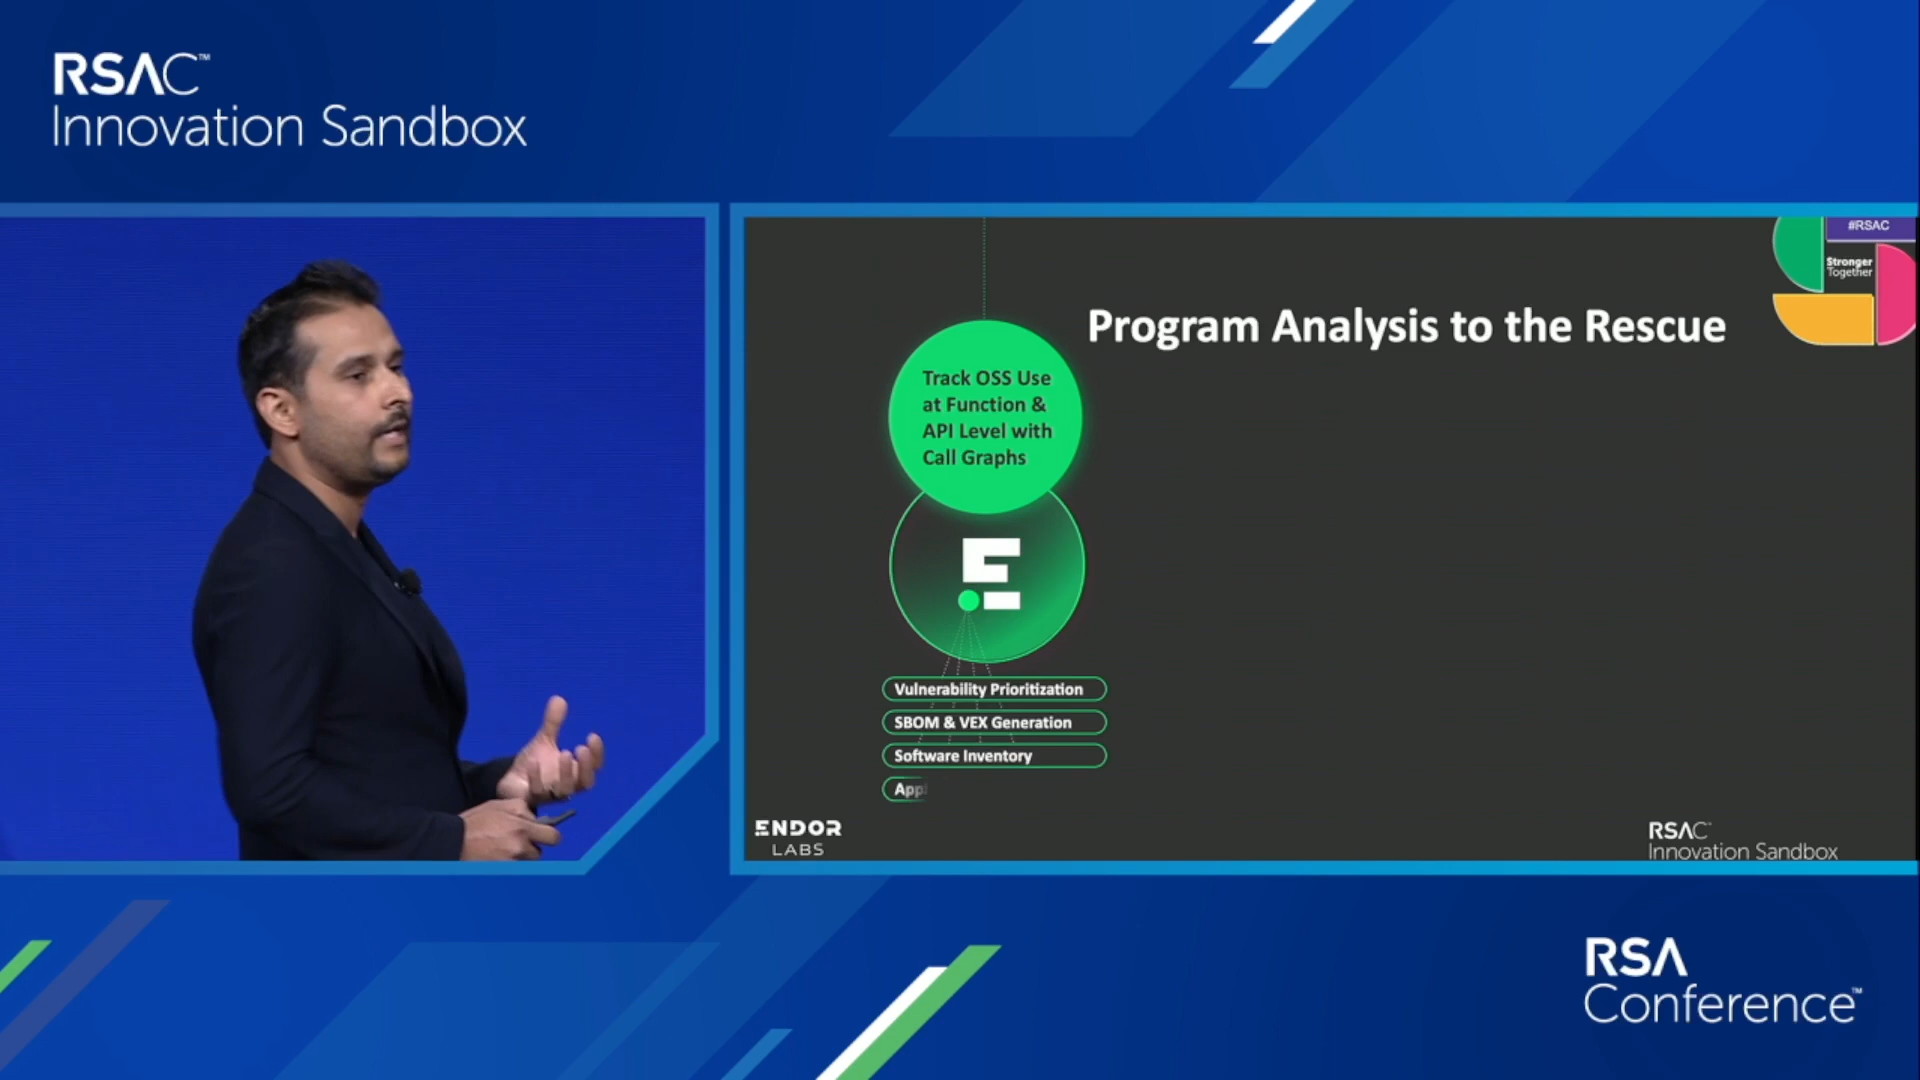 RSAC™
Innovation Sandbox
#RSAC
Stronger
Together
Program Analysis to the Rescue
Track OSS Use
at Function &
API Level with
Call Graphs
Vulnerability Prioritization
SBOM & VEX Generation
Software Inventory
App
ENDOR
LABS
RSAC
Innovation Sandbox
RSA
Conference™